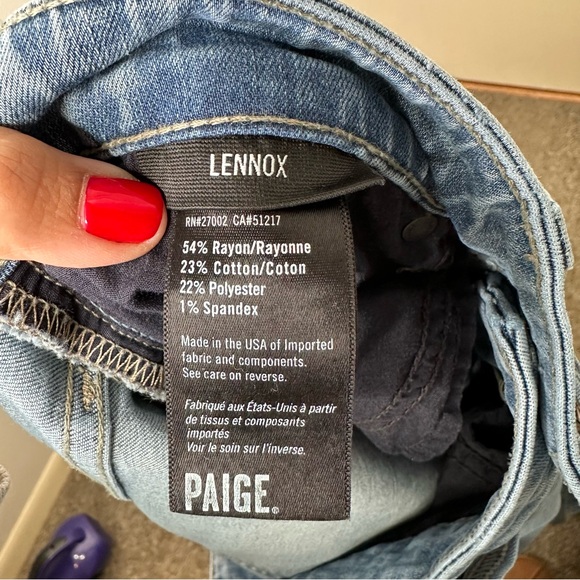 LENNOX
RN#27002 CA#51217
54% Rayon/Rayonne
23% Cotton/Coton
22% Polyester
1% Spandex
Made in the USA of Imported
fabric and components.
See care on reverse.
Fabriqué aux États-Unis à partir
de tissus et composants
importés
Voir le soin sur l'inverse.
PAIGE®